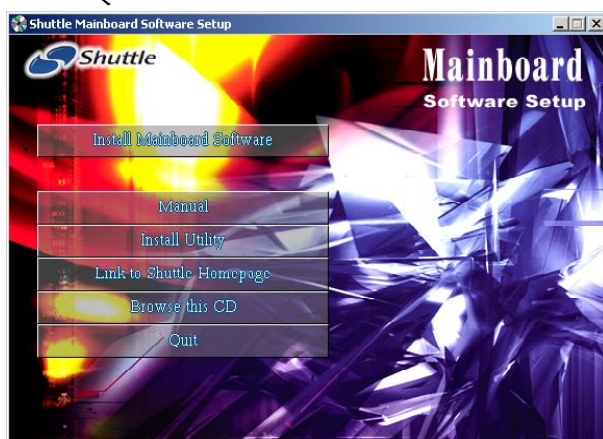 Shuttle Mainboard Software Setup
Shuttle
Mainboard
Software Setup
Install Mainboard Software
Manual
Install Utility
Link to Shuttle Homepage
Browse this CD
Quit